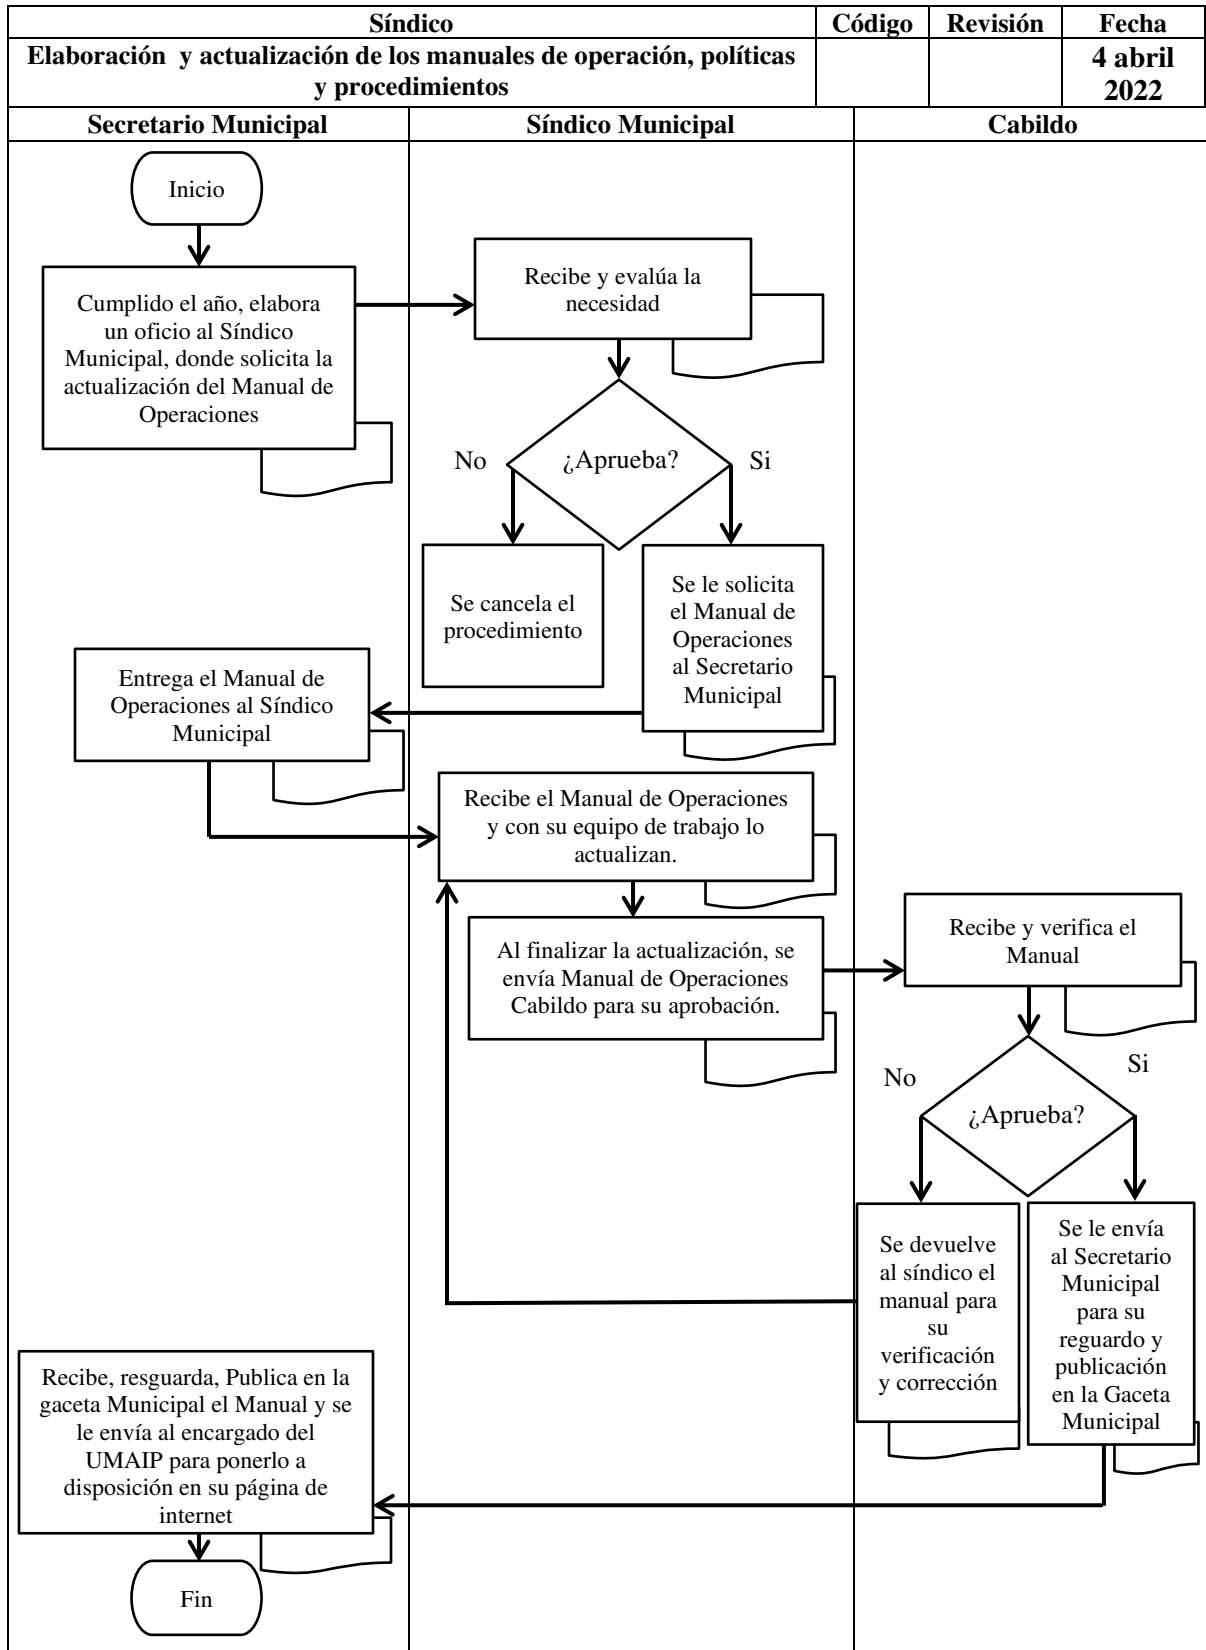 Síndico
Código
Revisión
Fecha
Elaboración y actualización de los manuales de operación, políticas
y procedimientos
4 abril
2022
Secretario Municipal
Síndico Municipal
Cabildo
Inicio
Cumplido el año, elabora
un oficio al Síndico
Municipal, donde solicita la
actualización del Manual de
Operaciones
Recibe y evalúa la
necesidad
¿Aprueba?
No
Si
Se cancela el
procedimiento
Se le solicita
el Manual de
Operaciones
al Secretario
Municipal
Entrega el Manual de
Operaciones al Síndico
Municipal
Recibe el Manual de Operaciones
y con su equipo de trabajo lo
actualizan.
Al finalizar la actualización, se
envía Manual de Operaciones
Cabildo para su aprobación.
Recibe y verifica el
Manual
¿Aprueba?
No
Si
Se devuelve
al síndico el
manual para
su
verificación
y corrección
Se le envía
al Secretario
Municipal
para su
reguardo y
publicación
en la Gaceta
Municipal
Recibe, resguarda, Publica en la
gaceta Municipal el Manual y se
le envía al encargado del
UMAIP para ponerlo a
disposición en su página de
internet
Fin